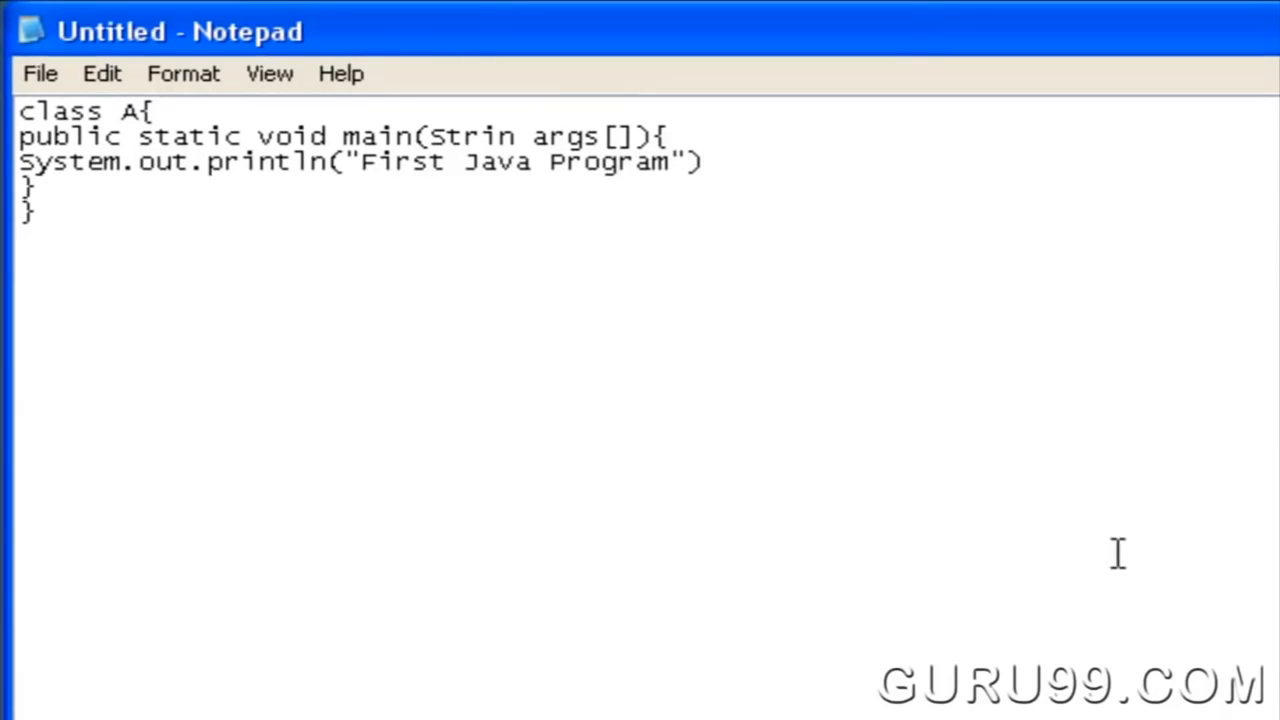 Untitled - Notepad
File Edit Format View Help
class A{
public static void main(Strin args[]){
System.out.println("First Java Program")
}
}
GURU99.COM